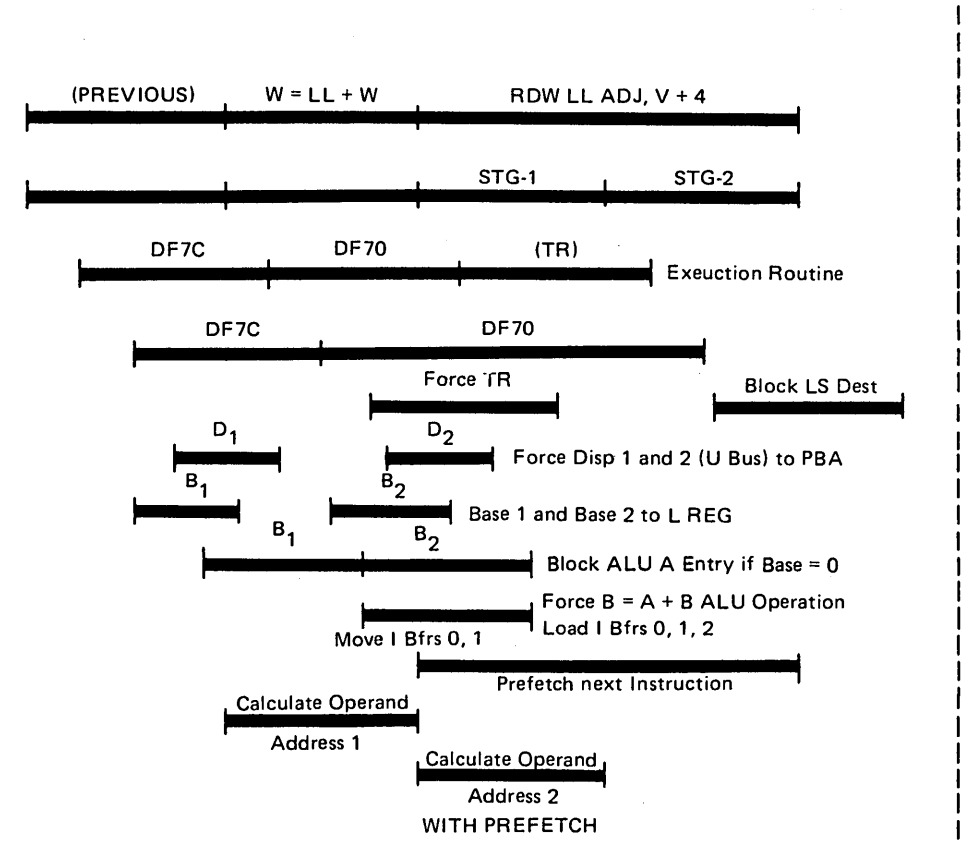 (PREVIOUS) W = LL + W RDW LL ADJ, V + 4
STG-1 STG-2
DF7C DF70 (TR)
Exeuction Routine
DF7C DF70
Force TR
Block LS Dest
D1 D2
Force Disp 1 and 2 (U Bus) to PBA
B1 B2
Base 1 and Base 2 to L REG
B1 B2
Block ALU A Entry if Base = 0
Force B = A + B ALU Operation
Load I Bfrs 0, 1, 2
Move I Bfrs 0, 1
Prefetch next Instruction
Calculate Operand
Address 1
Calculate Operand
Address 2
WITH PREFETCH